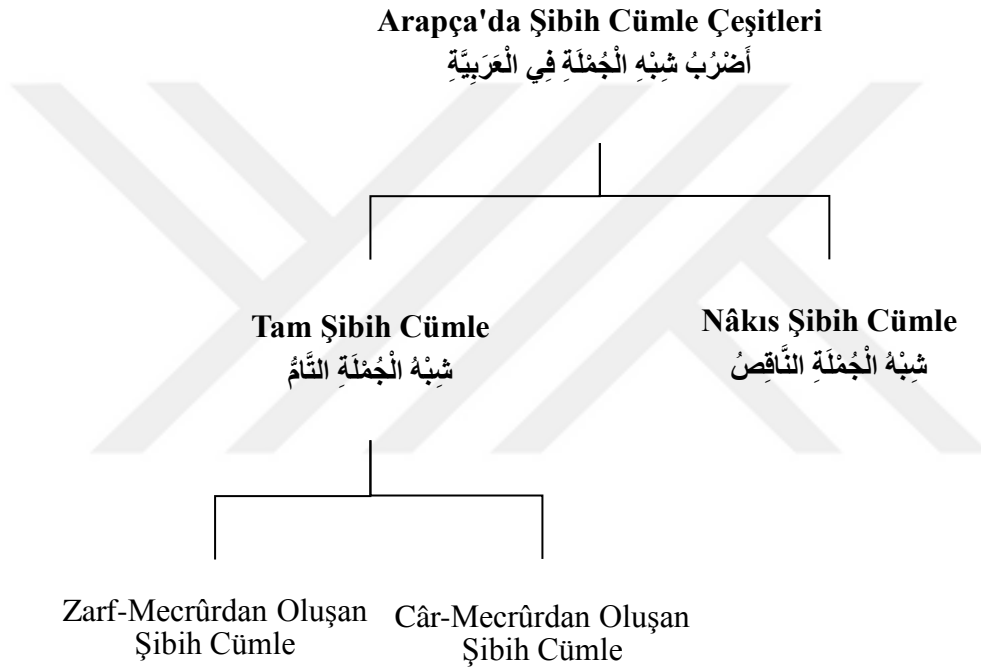 Arapça'da Şibih Cümle Çeşitleri
أَضْرُبُ شِبْهِ الْجُمْلَةِ فِي الْعَرَبِيَّةِ
Tam Şibih Cümle
شِبْهُ الْجُمْلَةِ التَّامُّ
Nâkıs Şibih Cümle
شِبْهُ الْجُمْلَةِ النَّاقِصُ
Zarf-Mecrûrdan Oluşan
Şibih Cümle
Câr-Mecrûrdan Oluşan
Şibih Cümle